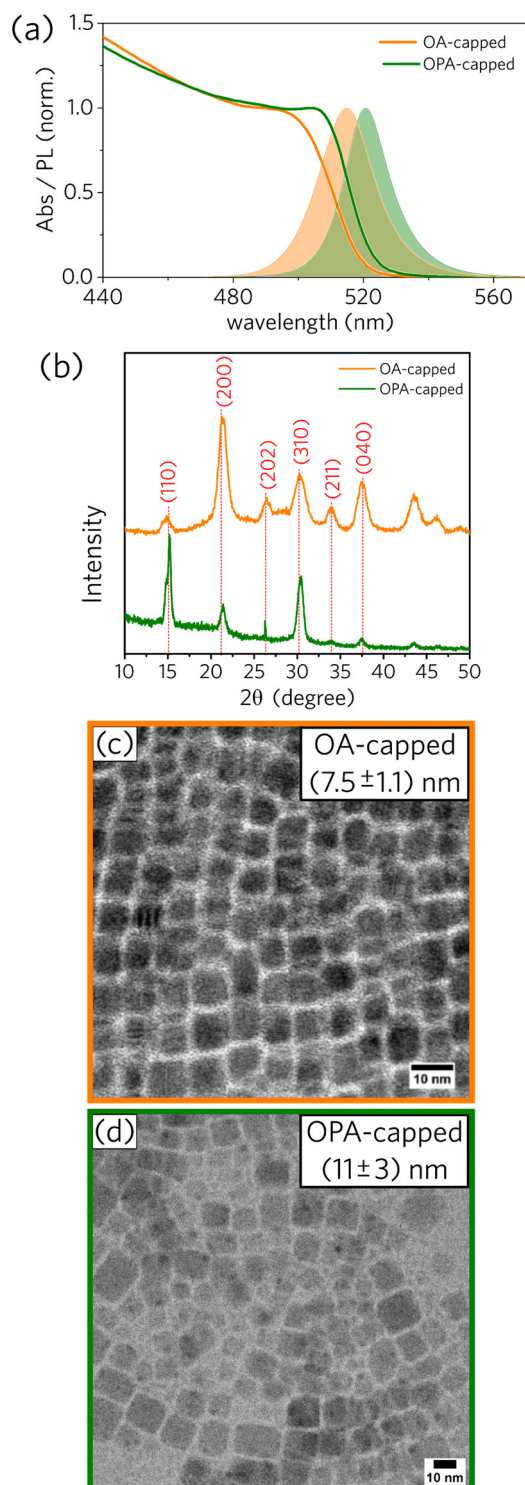 (a)
OA-capped
OPA-capped
Abs / PL (norm.)
1.5
1.0
0.5
0.0
440
480
520
560
wavelength (nm)
(b)
OA-capped
OPA-capped
(110)
(200)
(202)
(310)
(211)
(040)
Intensity
10
15
20
25
30
35
40
45
50
2θ (degree)
(c)
OA-capped
(7.5±1.1) nm
10 nm
(d)
OPA-capped
(11±3) nm
10 nm